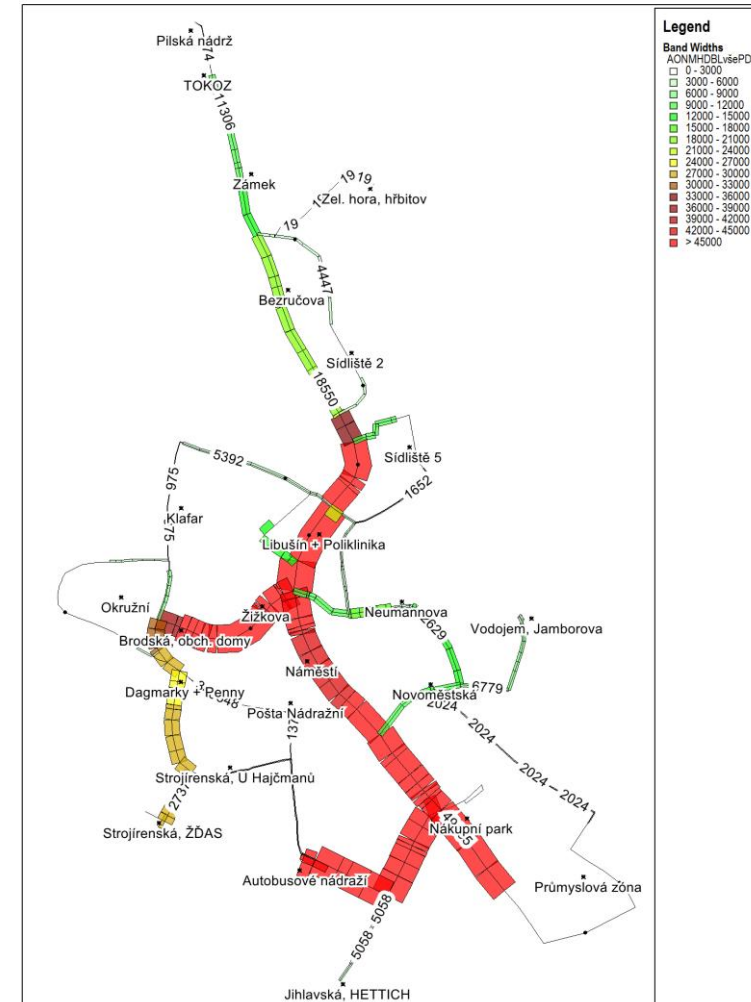 Legend
Band Widths
AONMHDBLvšePD
0 - 3000
3000 - 6000
6000 - 9000
9000 - 12000
12000 - 15000
15000 - 18000
18000 - 21000
21000 - 24000
24000 - 27000
27000 - 30000
30000 - 33000
33000 - 36000
36000 - 39000
39000 - 42000
42000 - 45000
> 45000
Pilská nádrž
74
TOKOZ
11306
Zámek
19
19
19
Zel. hora, hřbitov
19
4447
Bezručova
Sídliště 2
18550
5392
Sídliště 5
976
1652
Klafar
Libušín + Poliklinika
Okružní
Žižkova
Neumannova
2629
Vodojem, Jamborova
Brodská, obch. domy
Náměstí
Dagmarky + Penny
Novoměstská
6779
2024
Pošta Nádražní
2024
Strojírenská, U Hajčmanů
2024
2024
Strojírenská, ŽĎAS
Nákupní park
Autobusové nádraží
Průmyslová zóna
5058
5058
Jihlavská, HETTICH